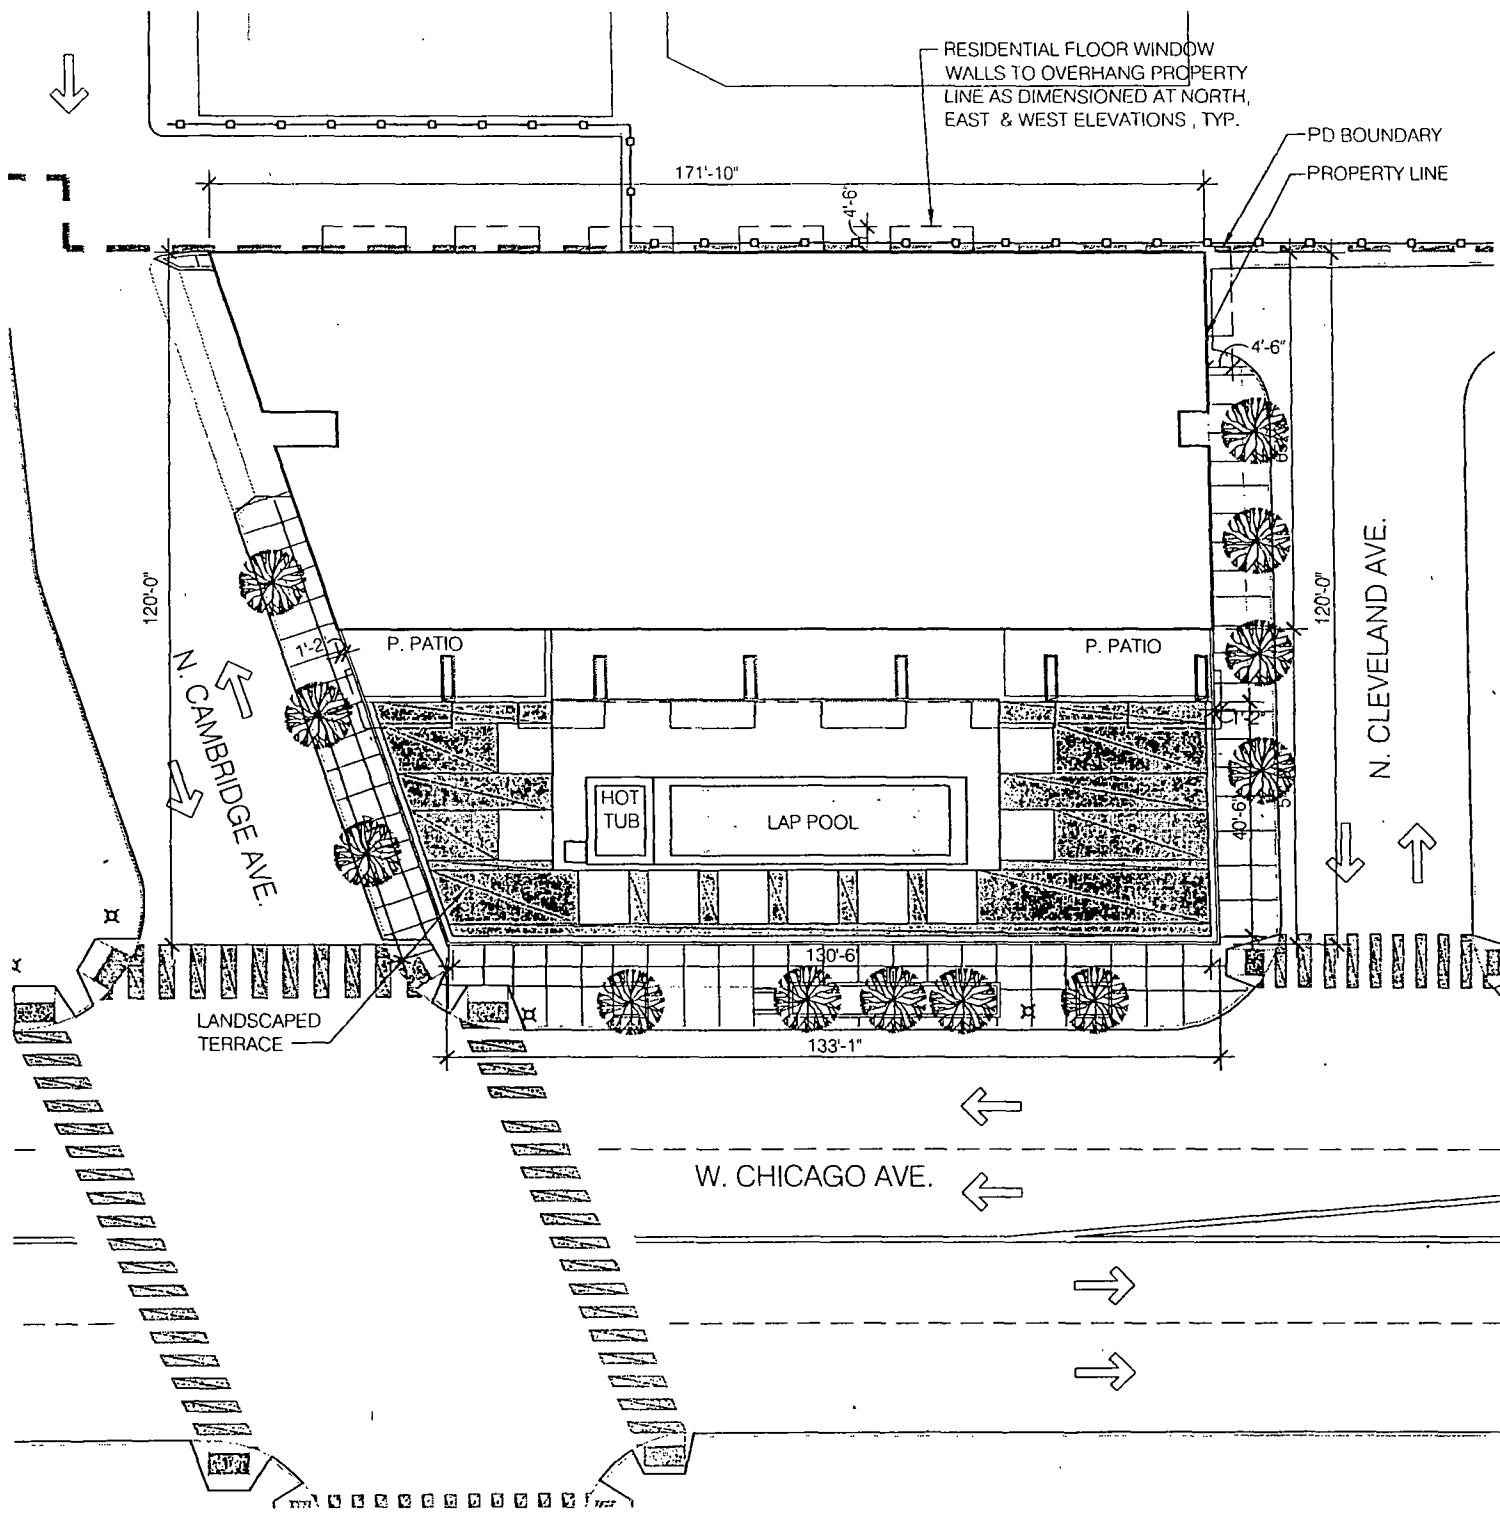 RESIDENTIAL FLOOR WINDOW
WALLS TO OVERHANG PROPERTY
LINE AS DIMENSIONED AT NORTH,
EAST & WEST ELEVATIONS, TYP.
PD BOUNDARY
PROPERTY LINE
171'-10"
4'-6"
4'-6"
120'-0"
120'-0"
N. CLEVELAND AVE.
1'-2"
P. PATIO
P. PATIO
N. CAMBRIDGE AVE.
1'-2"
HOT
TUB
LAP POOL
40'-6"
130'-6"
LANDSCAPED
TERRACE
133'-1"
W. CHICAGO AVE.